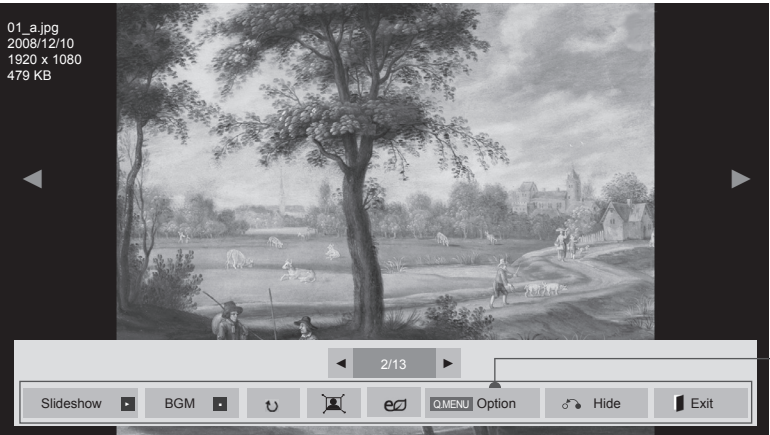 01_a.jpg
2008/12/10
1920 x 1080
479 KB
2/13
Slideshow BGM Q.MENU Option Hide Exit